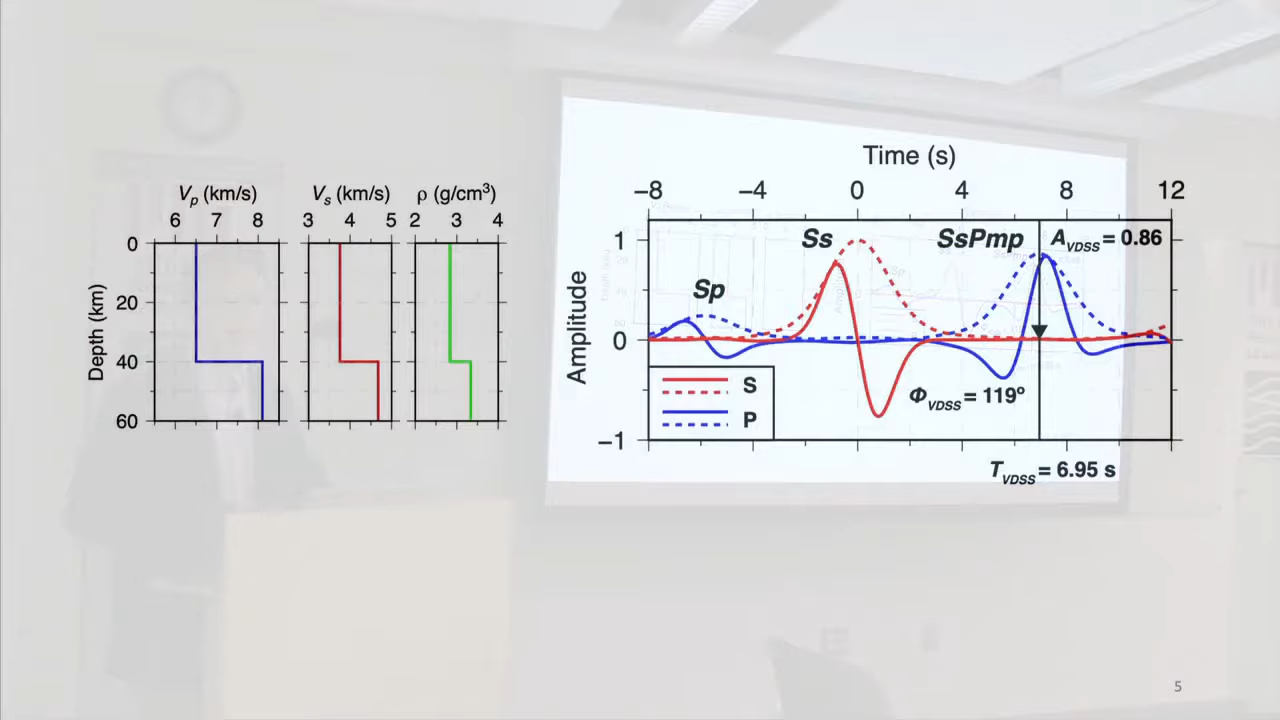 V_p (km/s)
6 7 8
V_s (km/s)
3 4 5
ρ (g/cm³)
2 3 4
Depth (km)
0
20
40
60
Time (s)
−8 −4 0 4 8 12
Amplitude
1
0
−1
Sp
Ss
SsPmp
A_VDSS = 0.86
Φ_VDSS = 119º
T_VDSS = 6.95 s
S
P
5